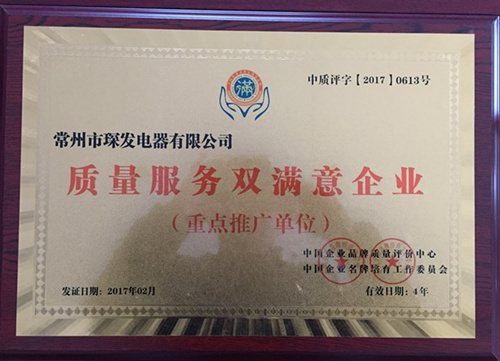 中质评字【2017】0613号
常州市琛发电器有限公司
质量服务双满意企业
（重点推广单位）
中国企业品牌质量评价中心
中国企业名牌培育工作委员会
发证日期：2017年02月
有效日期：4年